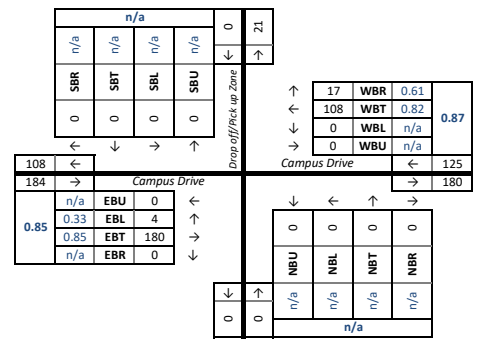 n/a
0
21
n/a n/a n/a n/a
↓ ↑
SBR SBT SBL SBU
0 0 0 0
Drop off/Pick up Zone
↑ 17 WBR 0.61
← 108 WBT 0.82
↓ 0 WBL n/a
→ 0 WBU n/a
0.87
← ↓ → ↑
108 ←
Campus Drive ← 125
184 → Campus Drive
→ 180
n/a EBU 0 ←
0.33 EBL 4 ↑
0.85 EBT 180 →
n/a EBR 0 ↓
0.85
↓ ← ↑ →
0 0 0 0
NBU NBL NBT NBR
↓ ↑
n/a n/a n/a n/a
0 0
n/a